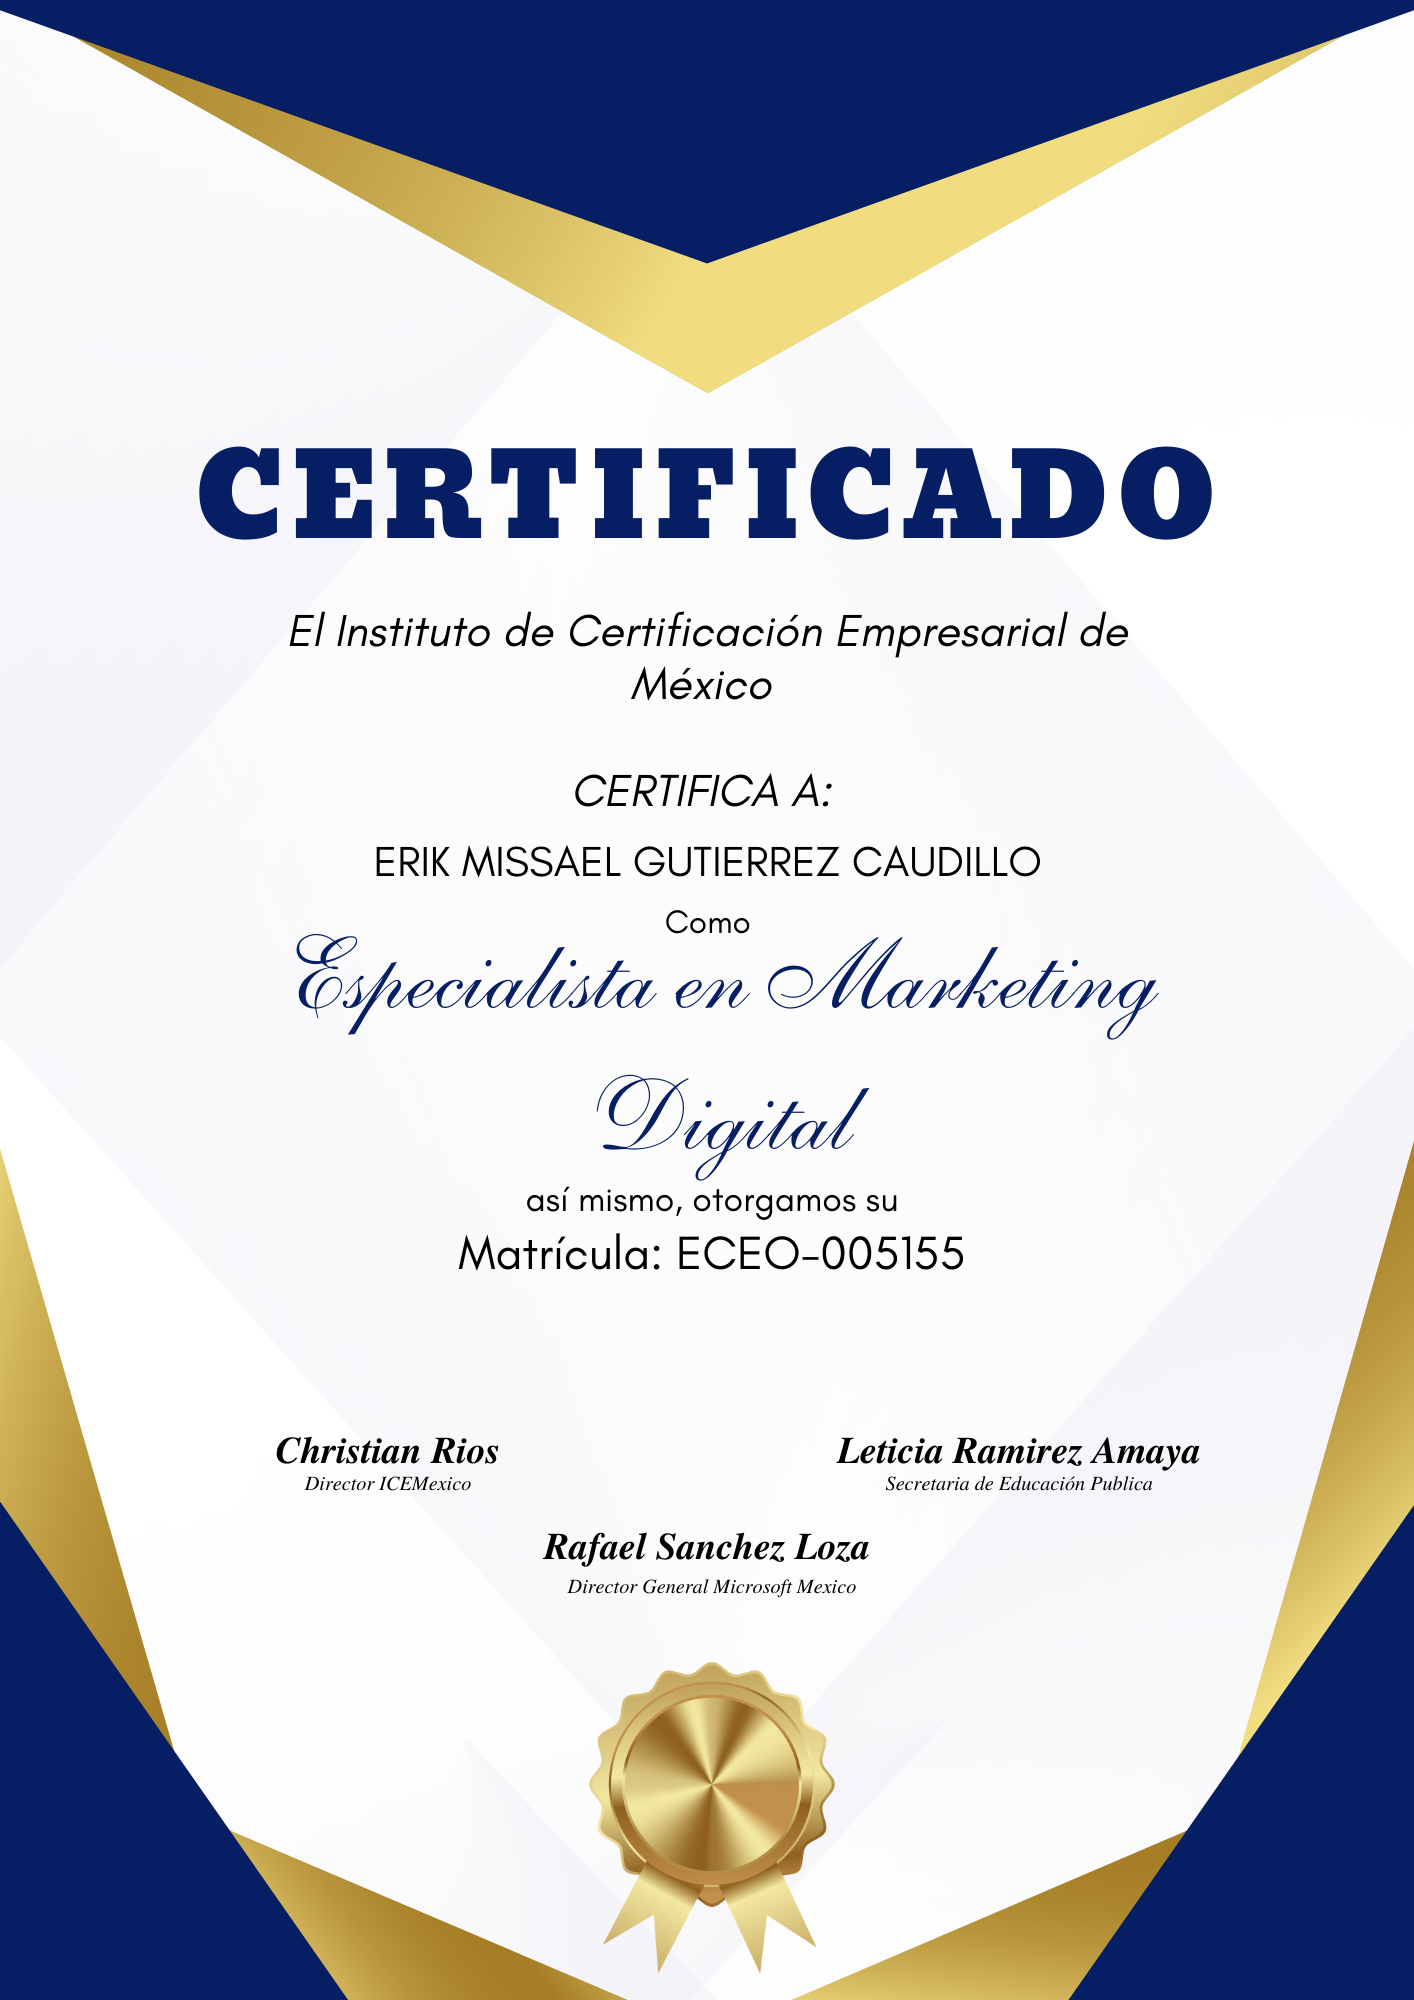 CERTIFICADO
El Instituto de Certificación Empresarial de
México
CERTIFICA A:
ERIK MISSAEL GUTIERREZ CAUDILLO
Como
Especialista en Marketing
Digital
así mismo, otorgamos su
Matrícula: ECEO-005155
Christian Rios
Director ICEMexico
Leticia Ramirez Amaya
Secretaria de Educación Publica
Rafael Sanchez Loza
Director General Microsoft Mexico